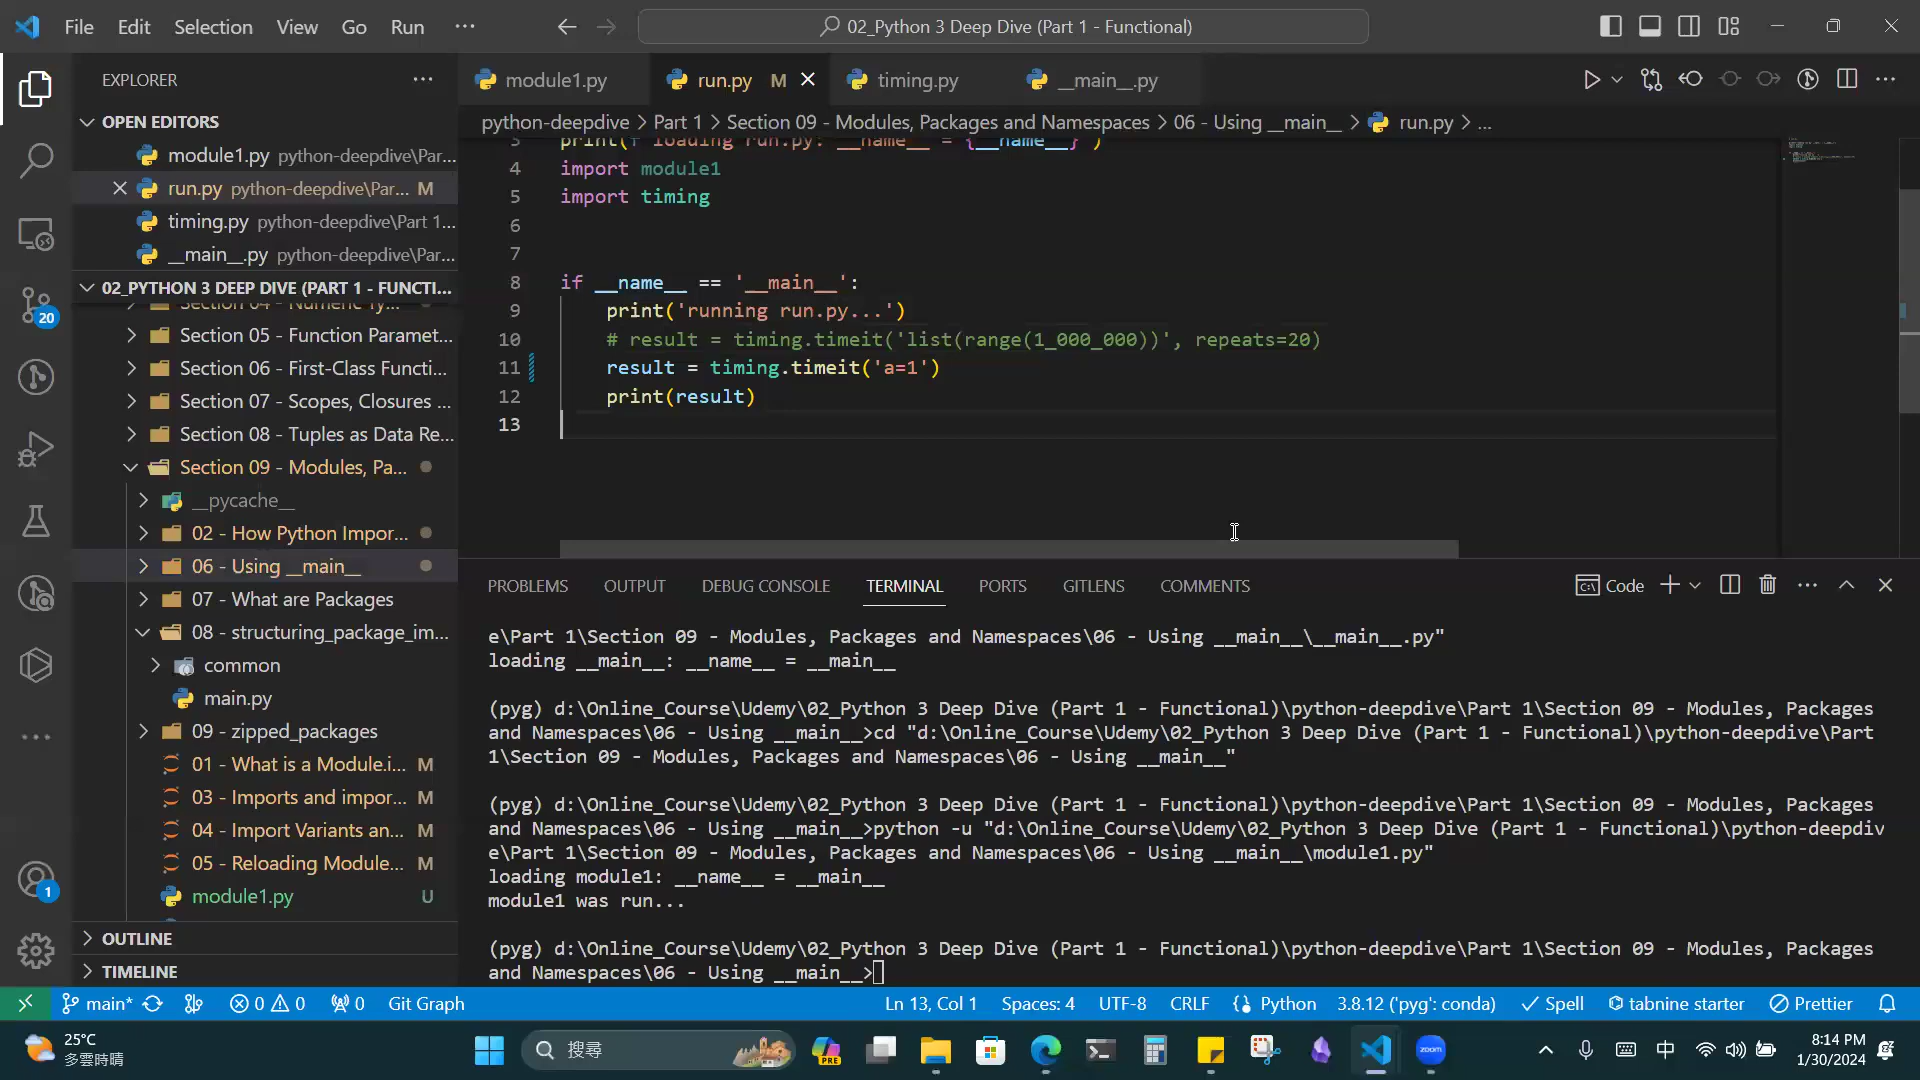 File Edit Selection View Go Run ...
02_Python 3 Deep Dive (Part 1 - Functional)
EXPLORER
OPEN EDITORS
module1.py python-deepdive\Par...
run.py python-deepdive\Par... M
timing.py python-deepdive\Part 1...
__main__.py python-deepdive\Par...
02_PYTHON 3 DEEP DIVE (PART 1 - FUNCTI...
Section 04 - Numeric Ty...
Section 05 - Function Paramet...
Section 06 - First-Class Functi...
Section 07 - Scopes, Closures ...
Section 08 - Tuples as Data Re...
Section 09 - Modules, Pa...
__pycache__
02 - How Python Impor...
06 - Using __main__
07 - What are Packages
08 - structuring_package_im...
common
main.py
09 - zipped_packages
01 - What is a Module.i... M
03 - Imports and impor... M
04 - Import Variants an... M
05 - Reloading Module... M
module1.py U
OUTLINE
TIMELINE
20
1
module1.py
run.py M
timing.py
__main__.py
python-deepdive > Part 1 > Section 09 - Modules, Packages and Namespaces > 06 - Using __main__ > run.py > ...
3 print(f'loading run.py: __name__ = {__name__}')
4 import module1
5 import timing
6
7
8 if __name__ == '__main__':
9 print('running run.py...')
10 # result = timing.timeit('list(range(1_000_000))', repeats=20)
11 result = timing.timeit('a=1')
12 print(result)
13
PROBLEMS OUTPUT DEBUG CONSOLE TERMINAL PORTS GITLENS COMMENTS
Code
e\Part 1\Section 09 - Modules, Packages and Namespaces\06 - Using __main__\__main__.py"
loading __main__: __name__ = __main__
(pyg) d:\Online_Course\Udemy\02_Python 3 Deep Dive (Part 1 - Functional)\python-deepdive\Part 1\Section 09 - Modules, Packages
and Namespaces\06 - Using __main__>cd "d:\Online_Course\Udemy\02_Python 3 Deep Dive (Part 1 - Functional)\python-deepdive\Part
1\Section 09 - Modules, Packages and Namespaces\06 - Using __main__"
(pyg) d:\Online_Course\Udemy\02_Python 3 Deep Dive (Part 1 - Functional)\python-deepdive\Part 1\Section 09 - Modules, Packages
and Namespaces\06 - Using __main__>python -u "d:\Online_Course\Udemy\02_Python 3 Deep Dive (Part 1 - Functional)\python-deepdiv
e\Part 1\Section 09 - Modules, Packages and Namespaces\06 - Using __main__\module1.py"
loading module1: __name__ = __main__
module1 was run...
(pyg) d:\Online_Course\Udemy\02_Python 3 Deep Dive (Part 1 - Functional)\python-deepdive\Part 1\Section 09 - Modules, Packages
and Namespaces\06 - Using __main__>
main* 0 0 0 Git Graph Ln 13, Col 1 Spaces: 4 UTF-8 CRLF Python 3.8.12 ('pyg': conda) Spell tabnine starter Prettier
25°C
多雲時晴
搜尋
PRE
zoom
中
8:14 PM
1/30/2024